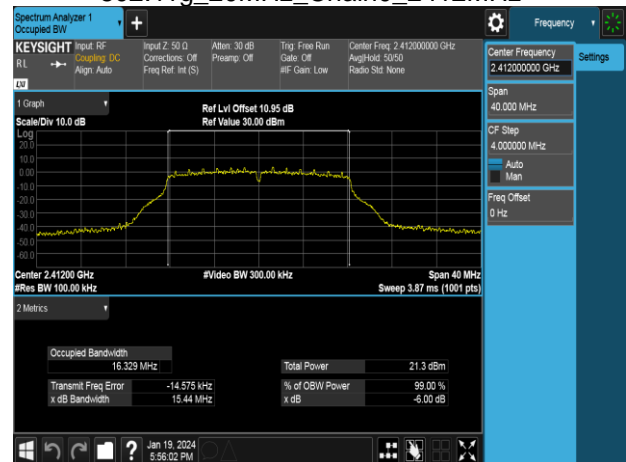 Spectrum Analyzer 1
Occupied BW
Frequency
KEYSIGHT
Input: RF
Coupling: DC
Align: Auto
Input Z: 50 Ω
Corrections: Off
Freq Ref: Int (S)
Atten: 30 dB
Preamp: Off
Trig: Free Run
Gate: Off
#IF Gain: Low
Center Freq: 2.412000000 GHz
Avg|Hold: 50/50
Radio Std: None
RL
LXI
Center Frequency
2.412000000 GHz
Settings
Span
40.000 MHz
CF Step
4.000000 MHz
Auto
Man
Freq Offset
0 Hz
1 Graph
Ref Lvl Offset 10.95 dB
Scale/Div 10.0 dB
Ref Value 30.00 dBm
Log
20.0
10.0
0.00
-10.0
-20.0
-30.0
-40.0
-50.0
-60.0
Center 2.41200 GHz
#Video BW 300.00 kHz
Span 40 MHz
#Res BW 100.00 kHz
Sweep 3.87 ms (1001 pts)
2 Metrics
Occupied Bandwidth
16.329 MHz
Total Power 21.3 dBm
Transmit Freq Error -14.575 kHz
% of OBW Power 99.00 %
x dB Bandwidth 15.44 MHz
x dB -6.00 dB
Jan 19, 2024
5:56:02 PM